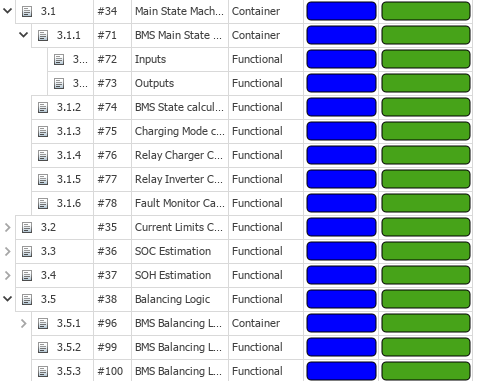 3.1 #34 Main State Mach... Container
3.1.1 #71 BMS Main State ... Container
3... #72 Inputs Functional
3... #73 Outputs Functional
3.1.2 #74 BMS State calcul... Functional
3.1.3 #75 Charging Mode c... Functional
3.1.4 #76 Relay Charger C... Functional
3.1.5 #77 Relay Inverter C... Functional
3.1.6 #78 Fault Monitor Ca... Functional
3.2 #35 Current Limits C... Functional
3.3 #36 SOC Estimation Functional
3.4 #37 SOH Estimation Functional
3.5 #38 Balancing Logic Functional
3.5.1 #96 BMS Balancing L... Container
3.5.2 #99 BMS Balancing L... Functional
3.5.3 #100 BMS Balancing L... Functional